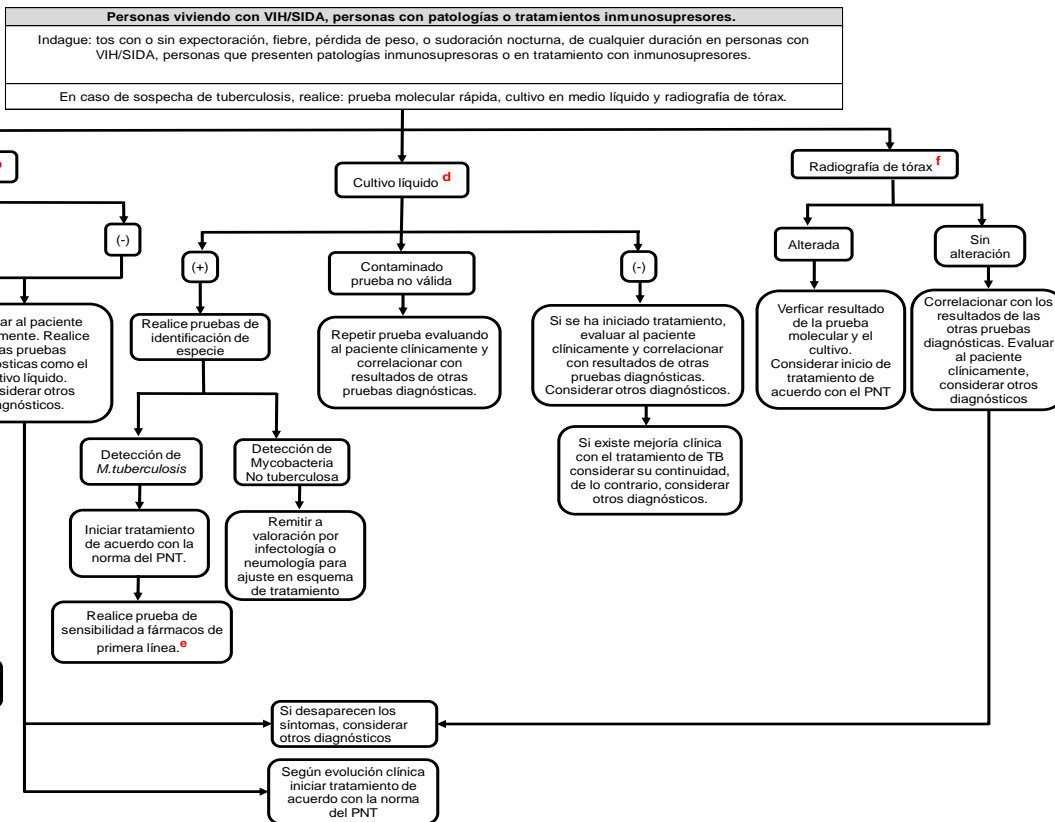 Personas viviendo con VIH/SIDA, personas con patologías o tratamientos inmunosupresores.
Indague: tos con o sin expectoración, fiebre, pérdida de peso, o sudoración nocturna, de cualquier duración en personas con
VIH/SIDA, personas que presenten patologías inmunosupresoras o en tratamiento con inmunosupresores.
En caso de sospecha de tuberculosis, realice: prueba molecular rápida, cultivo en medio líquido y radiografía de tórax.
Cultivo líquido d
Radiografía de tórax f
(-)
(+)
Contaminado
prueba no válida
(-)
Alterada
Sin
alteración
al paciente
Realice
pruebas
como el
líquido.
otros
Realice pruebas de
identificación de
especie
Repetir prueba evaluando
al paciente clínicamente y
correlacionar con
resultados de otras
pruebas diagnósticas.
Si se ha iniciado tratamiento,
evaluar al paciente
clínicamente y correlacionar
con resultados de otras
pruebas diagnósticas.
Considerar otros diagnósticos.
Verficar resultado
de la prueba
molecular y el
cultivo.
Considerar inicio de
tratamiento de
acuerdo con el PNT
Correlacionar con los
resultados de las
otras pruebas
diagnósticas. Evaluar
al paciente
clínicamente,
considerar otros
diagnósticos
Detección de
M.tuberculosis
Detección de
Mycobacteria
No tuberculosa
Si existe mejoría clínica
con el tratamiento de TB
considerar su continuidad,
de lo contrario, considerar
otros diagnósticos.
Iniciar tratamiento
de acuerdo con la
norma del PNT.
Remitir a
valoración por
infectología o
neumología para
ajuste en esquema
de tratamiento
Realice prueba de
sensibilidad a fármacos de
primera línea.e
Si desaparecen los
síntomas, considerar
otros diagnósticos
Según evolución clínica
iniciar tratamiento de
acuerdo con la norma
del PNT